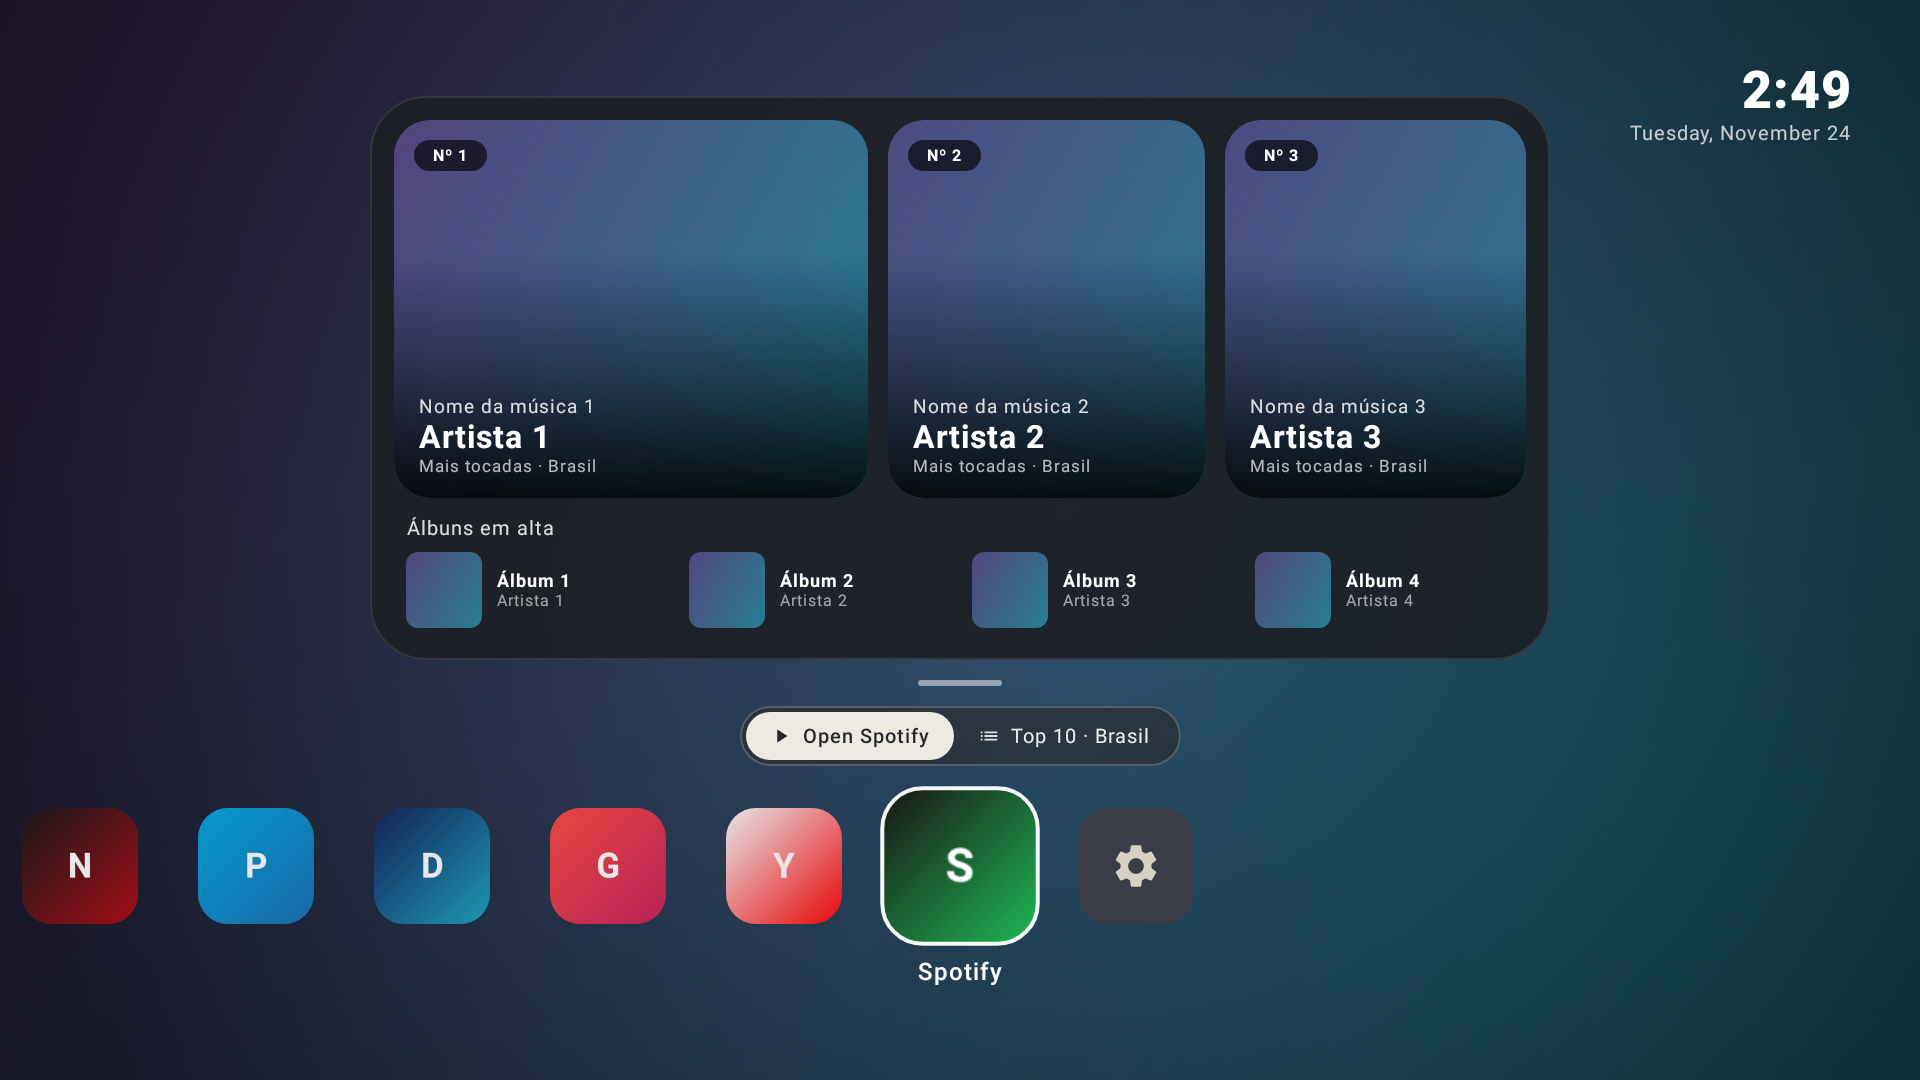 2:49
Tuesday, November 24
Nº 1
Nome da música 1
Artista 1
Mais tocadas · Brasil
Nº 2
Nome da música 2
Artista 2
Mais tocadas · Brasil
Nº 3
Nome da música 3
Artista 3
Mais tocadas · Brasil
Álbuns em alta
Álbum 1
Artista 1
Álbum 2
Artista 2
Álbum 3
Artista 3
Álbum 4
Artista 4
Open Spotify
Top 10 · Brasil
N
P
D
G
Y
S
Spotify